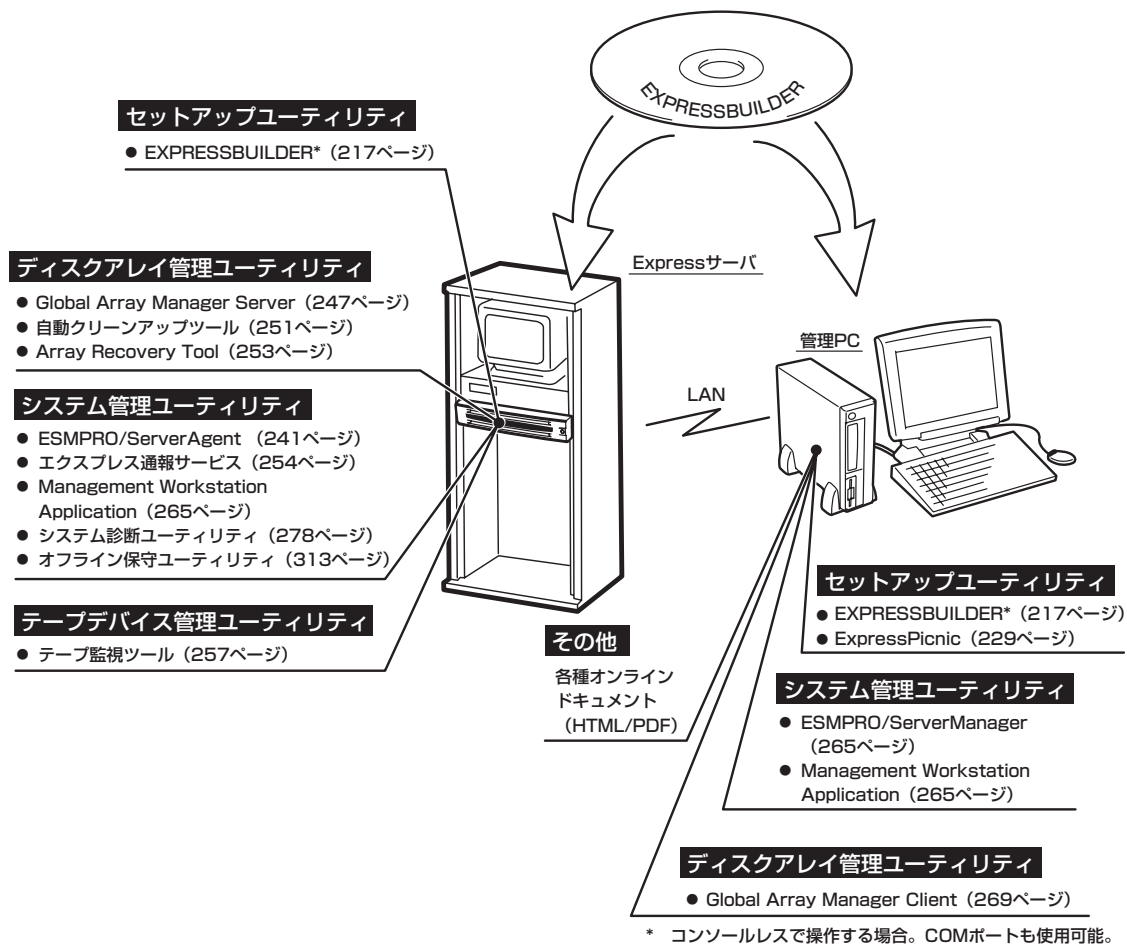 EXPRESSBUILDER
セットアップユーティリティ
● EXPRESSBUILDER*（217ページ）
ディスクアレイ管理ユーティリティ
● Global Array Manager Server（247ページ）
● 自動クリーンアップツール（251ページ）
● Array Recovery Tool（253ページ）
システム管理ユーティリティ
● ESMPRO/ServerAgent （241ページ）
● エクスプレス通報サービス（254ページ）
● Management Workstation
Application（265ページ）
● システム診断ユーティリティ（278ページ）
● オフライン保守ユーティリティ（313ページ）
テープデバイス管理ユーティリティ
● テープ監視ツール（257ページ）
Expressサーバ
LAN
管理PC
その他
各種オンライン
ドキュメント
（HTML/PDF）
セットアップユーティリティ
● EXPRESSBUILDER*（217ページ）
● ExpressPicnic（229ページ）
システム管理ユーティリティ
● ESMPRO/ServerManager
（265ページ）
● Management Workstation
Application（265ページ）
ディスクアレイ管理ユーティリティ
● Global Array Manager Client（269ページ）
* コンソールレスで操作する場合。COMポートも使用可能。